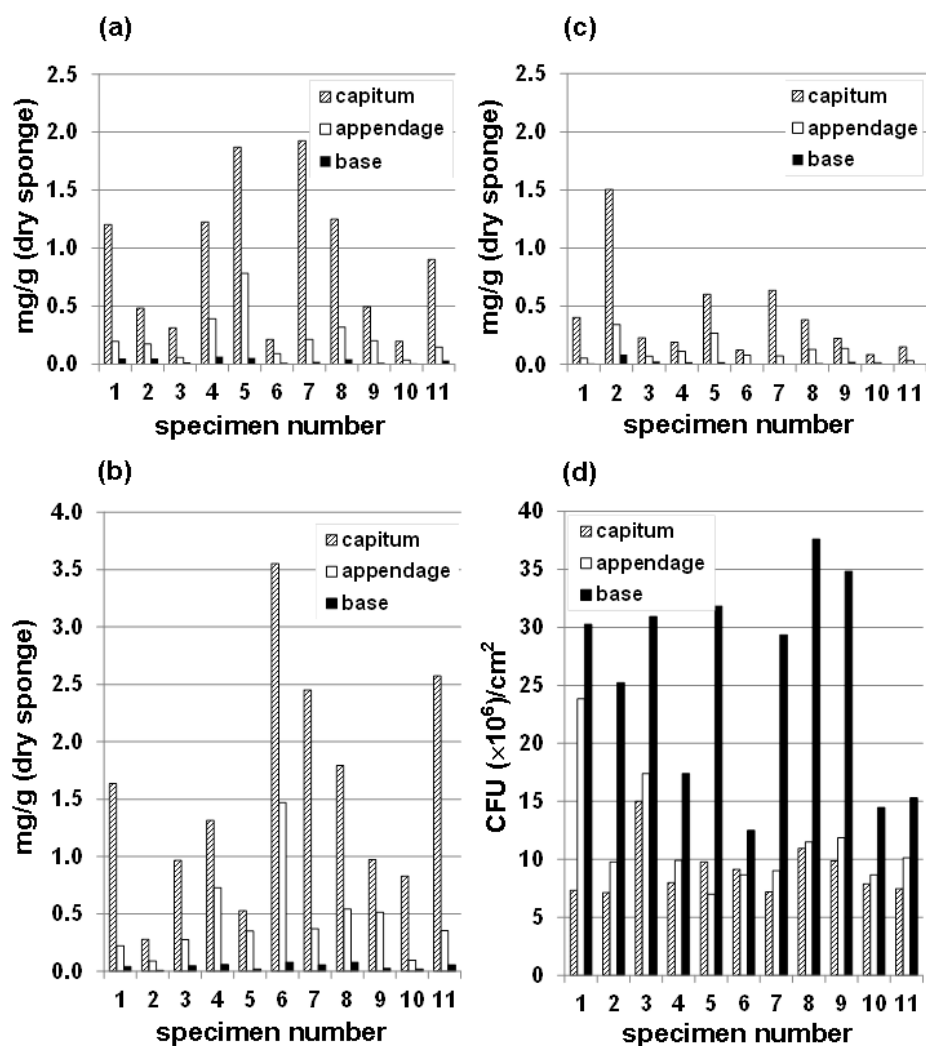 (a)
mg/g (dry sponge)
2.5
2.0
1.5
1.0
0.5
0.0
capitum
appendage
base
1 2 3 4 5 6 7 8 9 10 11
specimen number
(c)
mg/g (dry sponge)
2.5
2.0
1.5
1.0
0.5
0.0
capitum
appendage
base
1 2 3 4 5 6 7 8 9 10 11
specimen number
(b)
mg/g (dry sponge)
4.0
3.5
3.0
2.5
2.0
1.5
1.0
0.5
0.0
capitum
appendage
base
1 2 3 4 5 6 7 8 9 10 11
specimen number
(d)
CFU (×10⁶)/cm²
40
35
30
25
20
15
10
5
0
capitum
appendage
base
1 2 3 4 5 6 7 8 9 10 11
specimen number